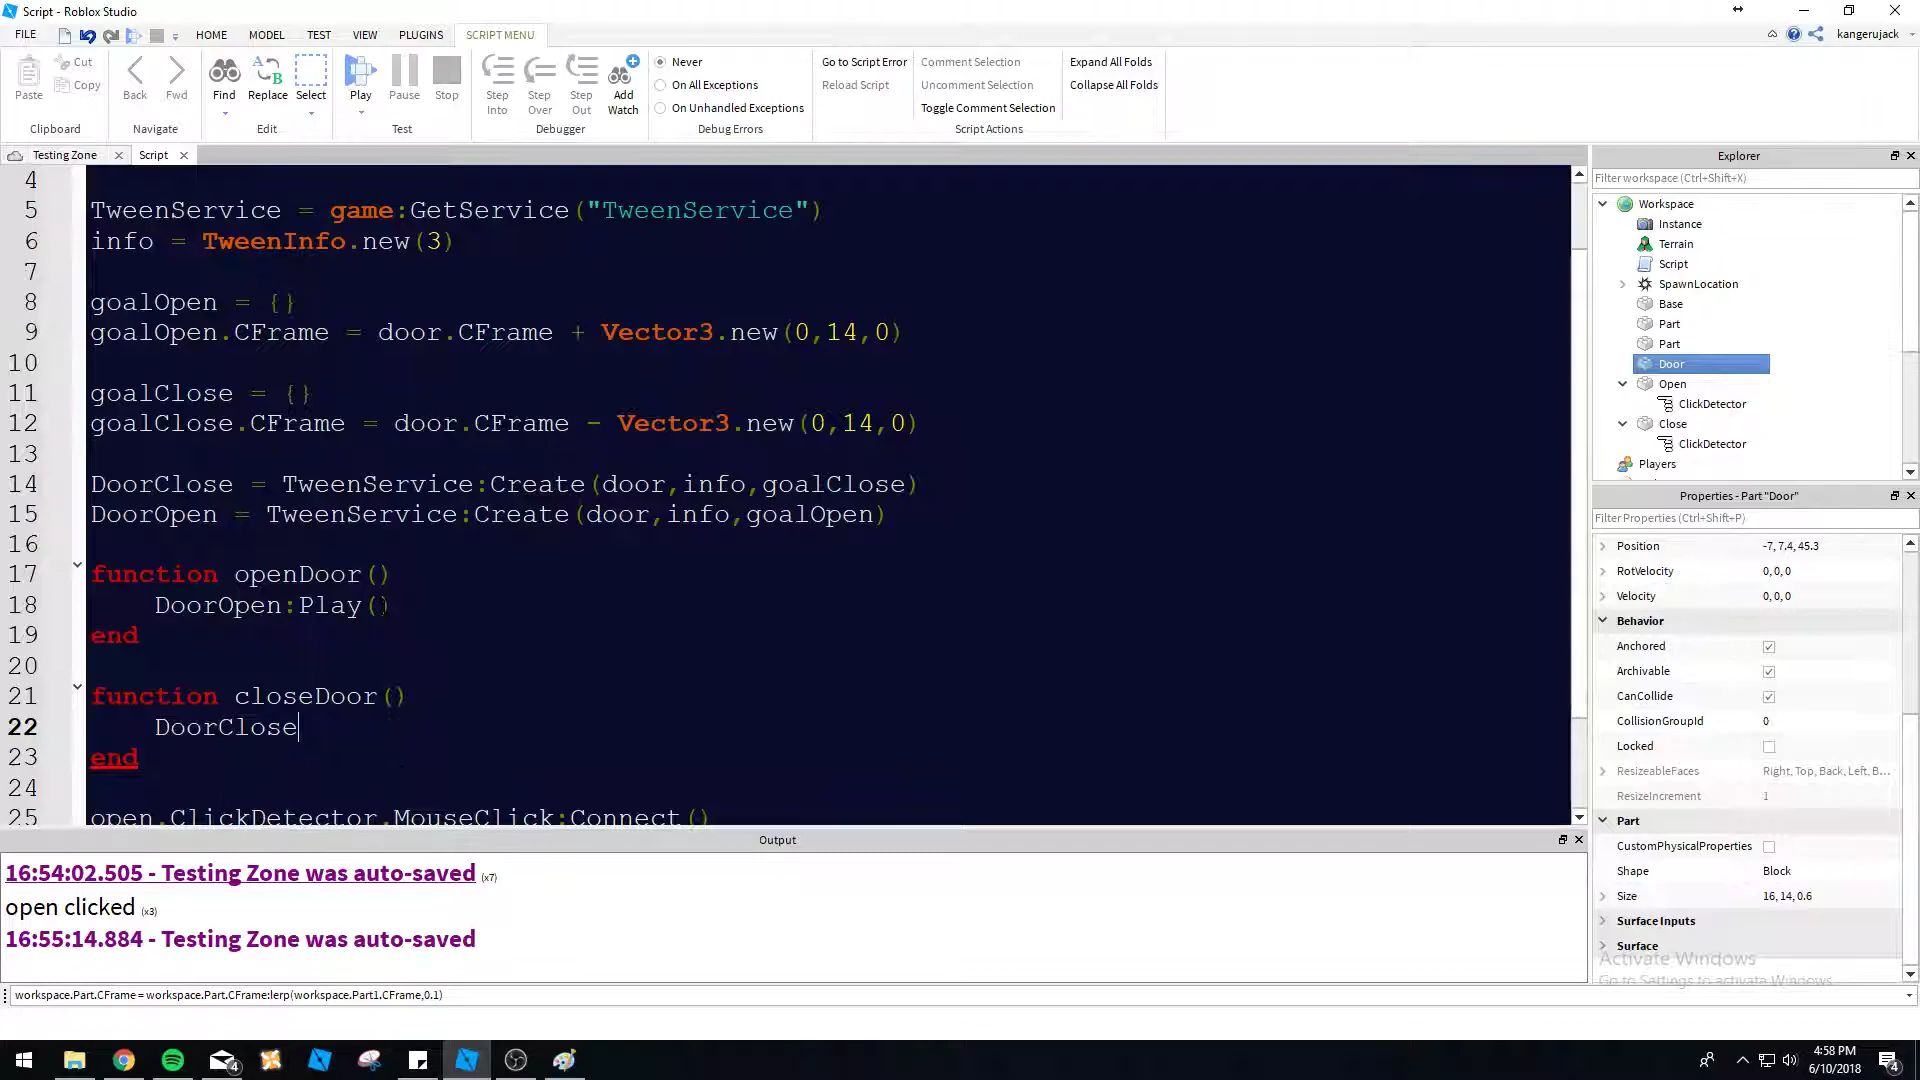 Script - Roblox Studio
FILE HOME MODEL TEST VIEW PLUGINS SCRIPT MENU kangerujack
Paste Cut Copy Back Fwd Find Replace Select Play Pause Stop Step Into Step Over Step Out Add Watch
Never
On All Exceptions
On Unhandled Exceptions
Go to Script Error
Reload Script
Comment Selection
Uncomment Selection
Toggle Comment Selection
Expand All Folds
Collapse All Folds
Clipboard Navigate Edit Test Debugger Debug Errors Script Actions
Testing Zone Script
4
5 TweenService = game:GetService("TweenService")
6 info = TweenInfo.new(3)
7
8 goalOpen = {}
9 goalOpen.CFrame = door.CFrame + Vector3.new(0,14,0)
10
11 goalClose = {}
12 goalClose.CFrame = door.CFrame - Vector3.new(0,14,0)
13
14 DoorClose = TweenService:Create(door,info,goalClose)
15 DoorOpen = TweenService:Create(door,info,goalOpen)
16
17 function openDoor()
18 DoorOpen:Play()
19 end
20
21 function closeDoor()
22 DoorClose
23 end
24
25 open.ClickDetector.MouseClick:Connect()
Explorer
Filter workspace (Ctrl+Shift+X)
Workspace
Instance
Terrain
Script
SpawnLocation
Base
Part
Part
Door
Open
ClickDetector
Close
ClickDetector
Players
Properties - Part "Door"
Filter Properties (Ctrl+Shift+P)
Position -7, 7.4, 45.3
RotVelocity 0, 0, 0
Velocity 0, 0, 0
Behavior
Anchored
Archivable
CanCollide
CollisionGroupId 0
Locked
ResizeableFaces Right, Top, Back, Left, B...
ResizeIncrement 1
Part
CustomPhysicalProperties
Shape Block
Size 16, 14, 0.6
Surface Inputs
Surface
Activate Windows
Go to Settings to activate Windows.
Output
16:54:02.505 - Testing Zone was auto-saved (x7)
open clicked (x3)
16:55:14.884 - Testing Zone was auto-saved
workspace.Part.CFrame = workspace.Part.CFrame:lerp(workspace.Part1.CFrame,0.1)
4
4:58 PM
6/10/2018
4